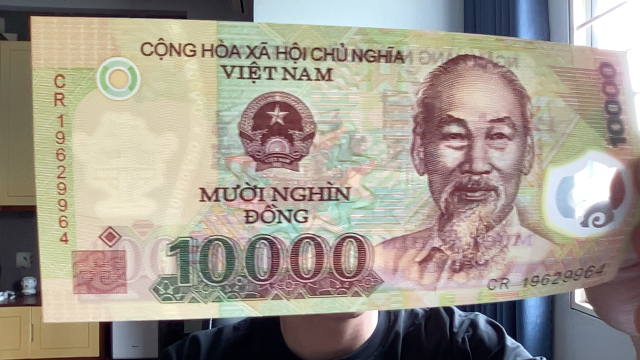 CỘNG HÒA XÃ HỘI CHỦ NGHĨA
VIỆT NAM
CR 19629964
MƯỜI NGHÌN
ĐỒNG
10000
10000
CR 19629964